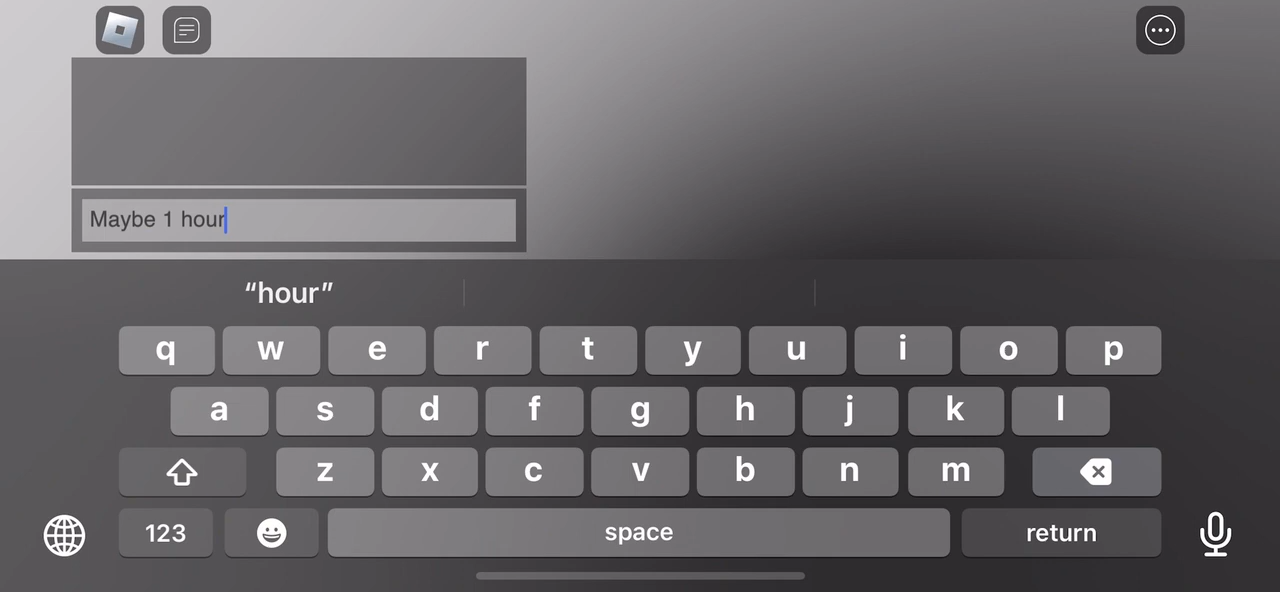 Maybe 1 hour
“hour”
q w e r t y u i o p
a s d f g h j k l
z x c v b n m
123 space return